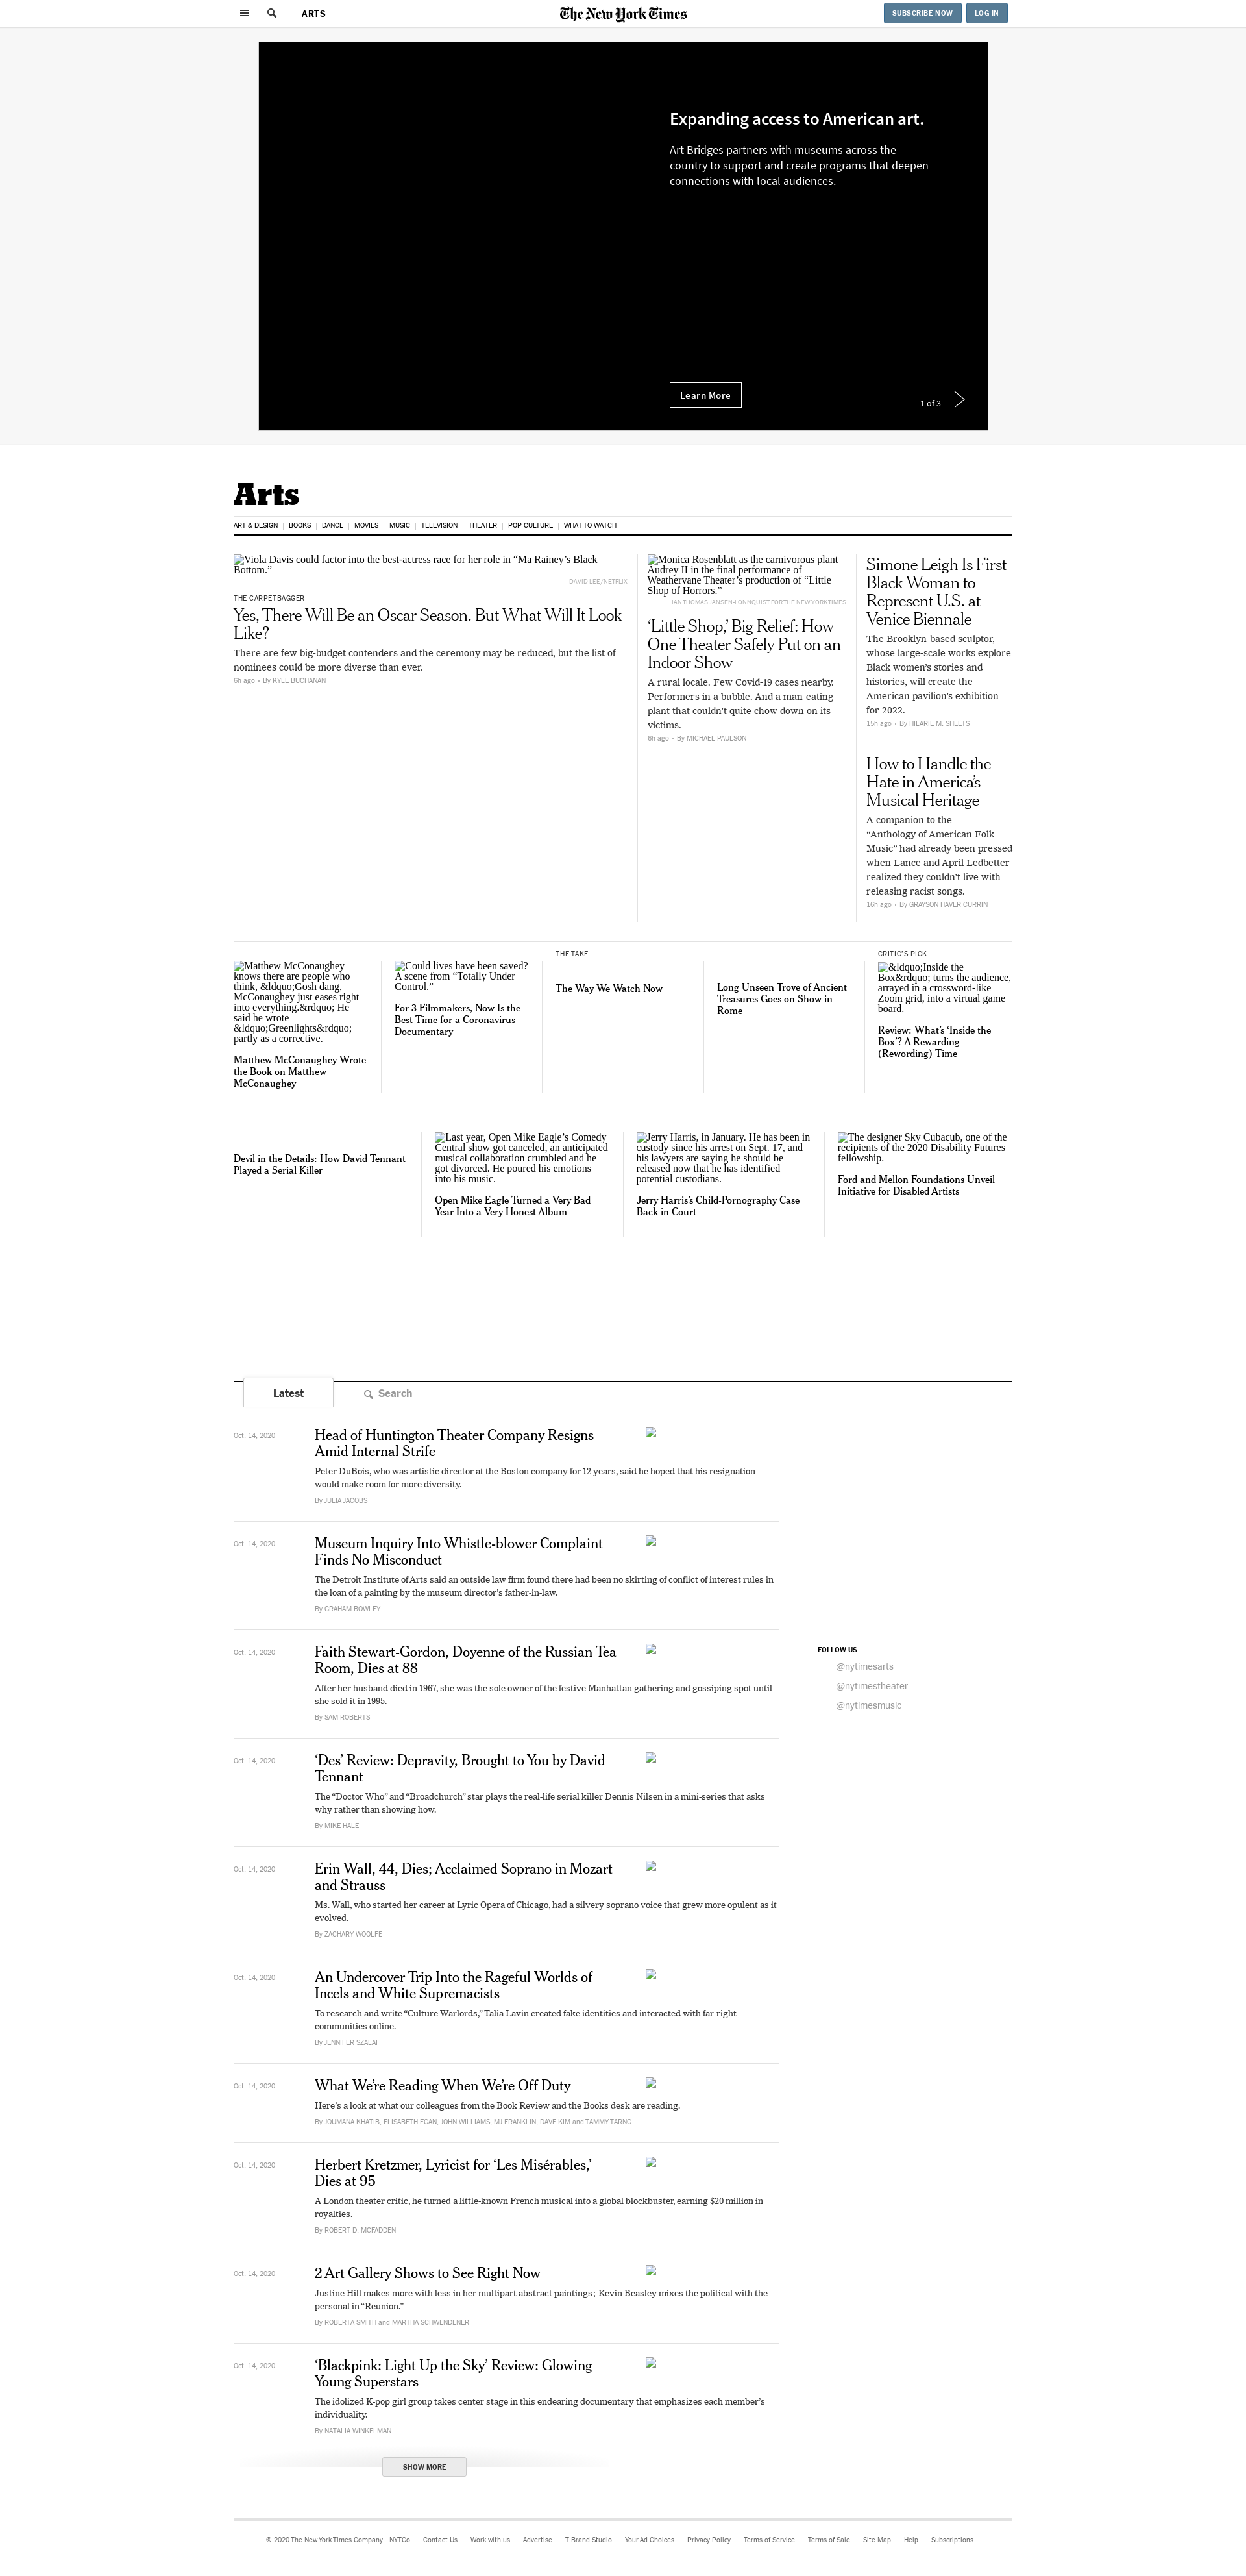 ARTS
The New York Times
SUBSCRIBE NOW
LOG IN
Expanding access to American art.
Art Bridges partners with museums across the
country to support and create programs that deepen
connections with local audiences.
Learn More
1 of 3
Arts
ART & DESIGN
BOOKS
DANCE
MOVIES
MUSIC
TELEVISION
THEATER
POP CULTURE
WHAT TO WATCH
Viola Davis could factor into the best-actress race for her role in “Ma Rainey’s Black
Bottom.”
DAVID LEE/NETFLIX
THE CARPETBAGGER
Yes, There Will Be an Oscar Season. But What Will It Look
Like?
There are few big-budget contenders and the ceremony may be reduced, but the list of
nominees could be more diverse than ever.
6h ago • By KYLE BUCHANAN
Monica Rosenblatt as the carnivorous plant
Audrey II in the final performance of
Weathervane Theater’s production of “Little
Shop of Horrors.”
IAN THOMAS JANSEN-LONNQUIST FOR THE NEW YORK TIMES
‘Little Shop,’ Big Relief: How
One Theater Safely Put on an
Indoor Show
A rural locale. Few Covid-19 cases nearby.
Performers in a bubble. And a man-eating
plant that couldn’t quite chow down on its
victims.
6h ago • By MICHAEL PAULSON
Simone Leigh Is First
Black Woman to
Represent U.S. at
Venice Biennale
The Brooklyn-based sculptor,
whose large-scale works explore
Black women’s stories and
histories, will create the
American pavilion’s exhibition
for 2022.
15h ago • By HILARIE M. SHEETS
How to Handle the
Hate in America’s
Musical Heritage
A companion to the
“Anthology of American Folk
Music” had already been pressed
when Lance and April Ledbetter
realized they couldn’t live with
releasing racist songs.
16h ago • By GRAYSON HAVER CURRIN
Matthew McConaughey
knows there are people who
think, &ldquo;Gosh dang,
McConaughey just eases right
into everything.&rdquo; He
said he wrote
&ldquo;Greenlights&rdquo;
partly as a corrective.
Matthew McConaughey Wrote
the Book on Matthew
McConaughey
Could lives have been saved?
A scene from “Totally Under
Control.”
For 3 Filmmakers, Now Is the
Best Time for a Coronavirus
Documentary
THE TAKE
The Way We Watch Now
Long Unseen Trove of Ancient
Treasures Goes on Show in
Rome
CRITIC’S PICK
&ldquo;Inside the
Box&rdquo; turns the audience,
arrayed in a crossword-like
Zoom grid, into a virtual game
board.
Review: What’s ‘Inside the
Box’? A Rewarding
(Rewording) Time
Devil in the Details: How David Tennant
Played a Serial Killer
Last year, Open Mike Eagle’s Comedy
Central show got canceled, an anticipated
musical collaboration crumbled and he
got divorced. He poured his emotions
into his music.
Open Mike Eagle Turned a Very Bad
Year Into a Very Honest Album
Jerry Harris, in January. He has been in
custody since his arrest on Sept. 17, and
his lawyers are saying he should be
released now that he has identified
potential custodians.
Jerry Harris’s Child-Pornography Case
Back in Court
The designer Sky Cubacub, one of the
recipients of the 2020 Disability Futures
fellowship.
Ford and Mellon Foundations Unveil
Initiative for Disabled Artists
Latest
Search
Oct. 14, 2020
Head of Huntington Theater Company Resigns
Amid Internal Strife
Peter DuBois, who was artistic director at the Boston company for 12 years, said he hoped that his resignation
would make room for more diversity.
By JULIA JACOBS
Oct. 14, 2020
Museum Inquiry Into Whistle-blower Complaint
Finds No Misconduct
The Detroit Institute of Arts said an outside law firm found there had been no skirting of conflict of interest rules in
the loan of a painting by the museum director’s father-in-law.
By GRAHAM BOWLEY
Oct. 14, 2020
Faith Stewart-Gordon, Doyenne of the Russian Tea
Room, Dies at 88
After her husband died in 1967, she was the sole owner of the festive Manhattan gathering and gossiping spot until
she sold it in 1995.
By SAM ROBERTS
FOLLOW US
@nytimesarts
@nytimestheater
@nytimesmusic
Oct. 14, 2020
‘Des’ Review: Depravity, Brought to You by David
Tennant
The “Doctor Who” and “Broadchurch” star plays the real-life serial killer Dennis Nilsen in a mini-series that asks
why rather than showing how.
By MIKE HALE
Oct. 14, 2020
Erin Wall, 44, Dies; Acclaimed Soprano in Mozart
and Strauss
Ms. Wall, who started her career at Lyric Opera of Chicago, had a silvery soprano voice that grew more opulent as it
evolved.
By ZACHARY WOOLFE
Oct. 14, 2020
An Undercover Trip Into the Rageful Worlds of
Incels and White Supremacists
To research and write “Culture Warlords,” Talia Lavin created fake identities and interacted with far-right
communities online.
By JENNIFER SZALAI
Oct. 14, 2020
What We’re Reading When We’re Off Duty
Here’s a look at what our colleagues from the Book Review and the Books desk are reading.
By JOUMANA KHATIB, ELISABETH EGAN, JOHN WILLIAMS, MJ FRANKLIN, DAVE KIM and TAMMY TARNG
Oct. 14, 2020
Herbert Kretzmer, Lyricist for ‘Les Misérables,’
Dies at 95
A London theater critic, he turned a little-known French musical into a global blockbuster, earning $20 million in
royalties.
By ROBERT D. MCFADDEN
Oct. 14, 2020
2 Art Gallery Shows to See Right Now
Justine Hill makes more with less in her multipart abstract paintings; Kevin Beasley mixes the political with the
personal in “Reunion.”
By ROBERTA SMITH and MARTHA SCHWENDENER
Oct. 14, 2020
‘Blackpink: Light Up the Sky’ Review: Glowing
Young Superstars
The idolized K-pop girl group takes center stage in this endearing documentary that emphasizes each member’s
individuality.
By NATALIA WINKELMAN
SHOW MORE
© 2020 The New York Times Company NYTCo Contact Us Work with us Advertise T Brand Studio Your Ad Choices Privacy Policy Terms of Service Terms of Sale Site Map Help Subscriptions